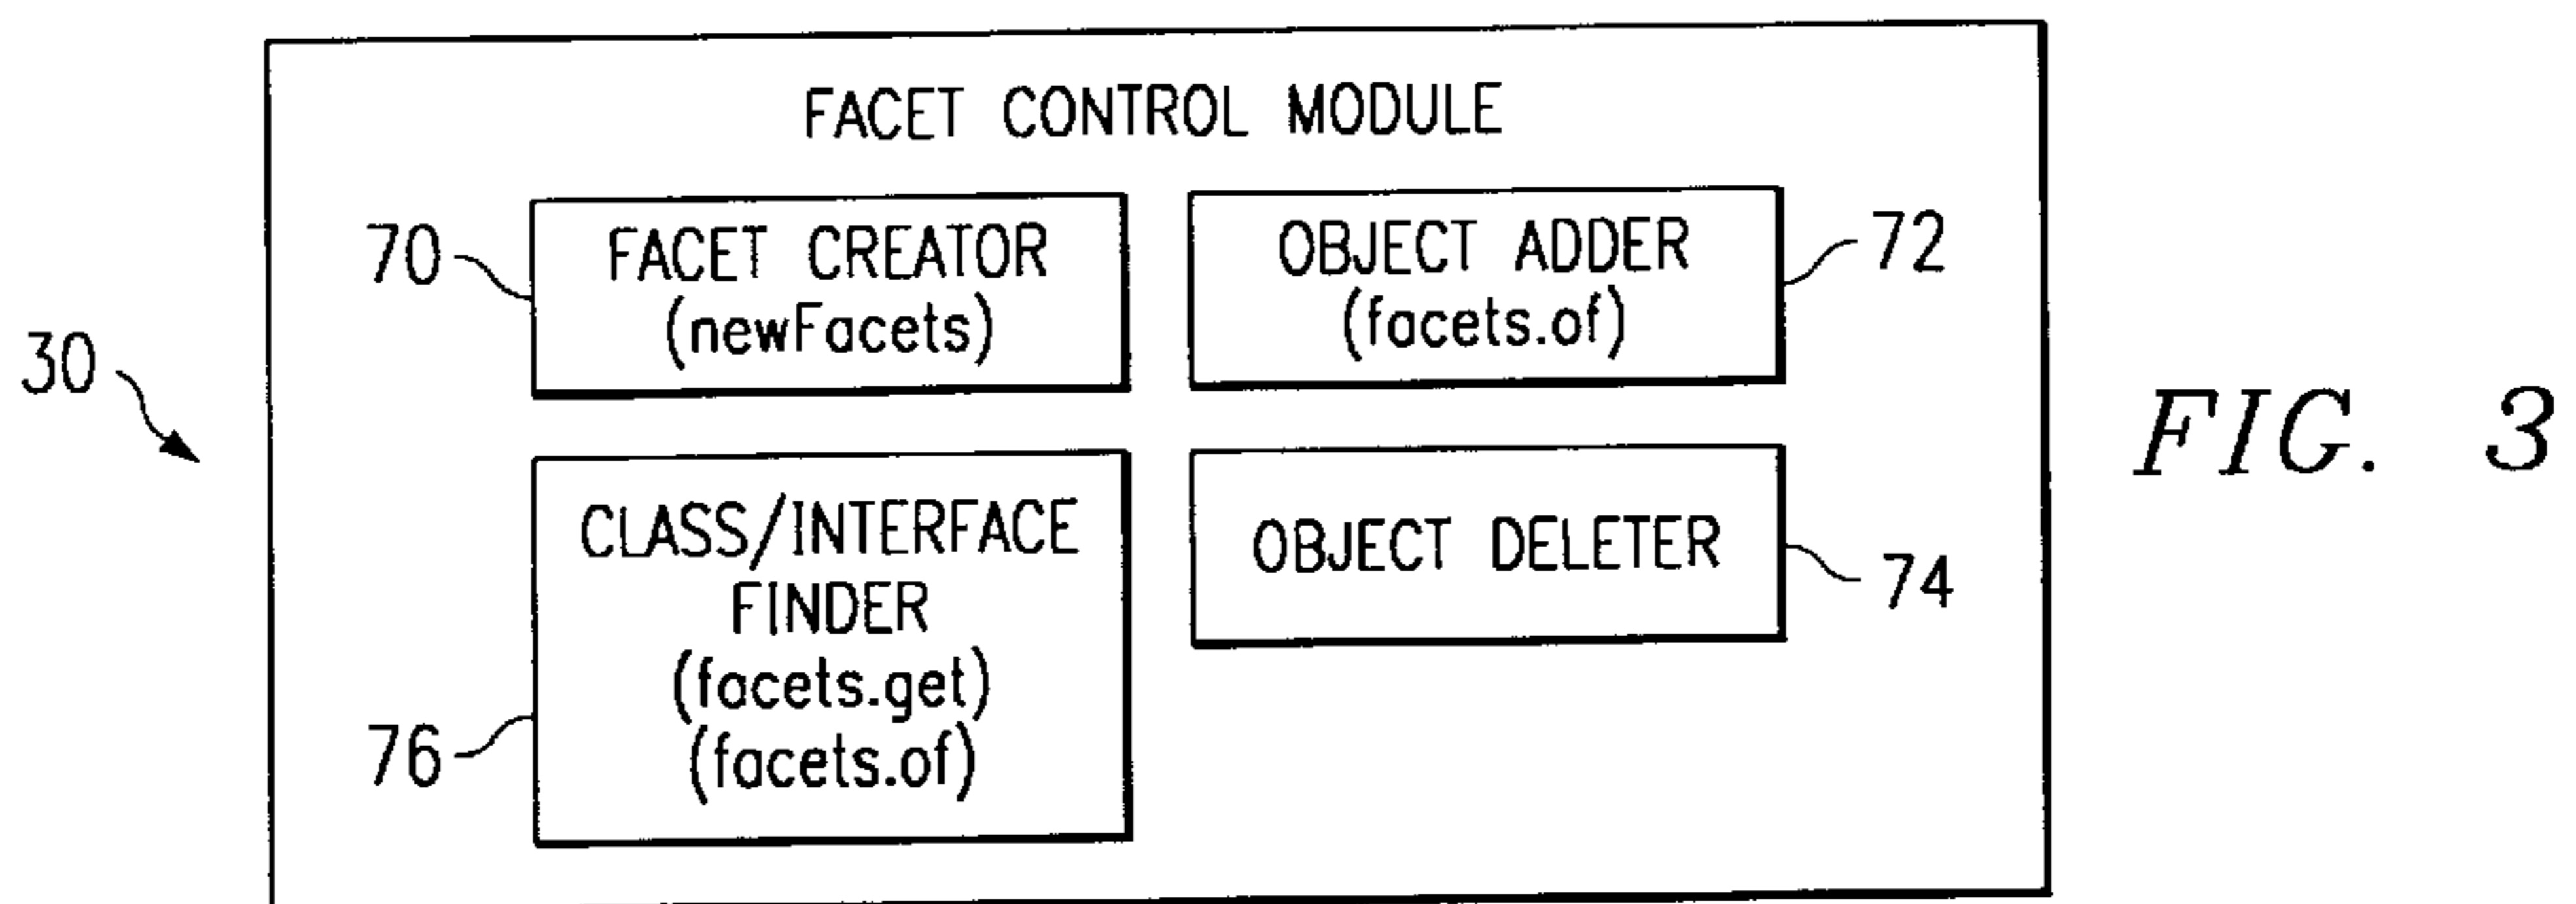 FACET CONTROL MODULE
70
FACET CREATOR
(newFacets)
OBJECT ADDER
(facets.of)
72
30
CLASS/INTERFACE
FINDER
(facets.get)
(facets.of)
76
OBJECT DELETER
74
FIG. 3